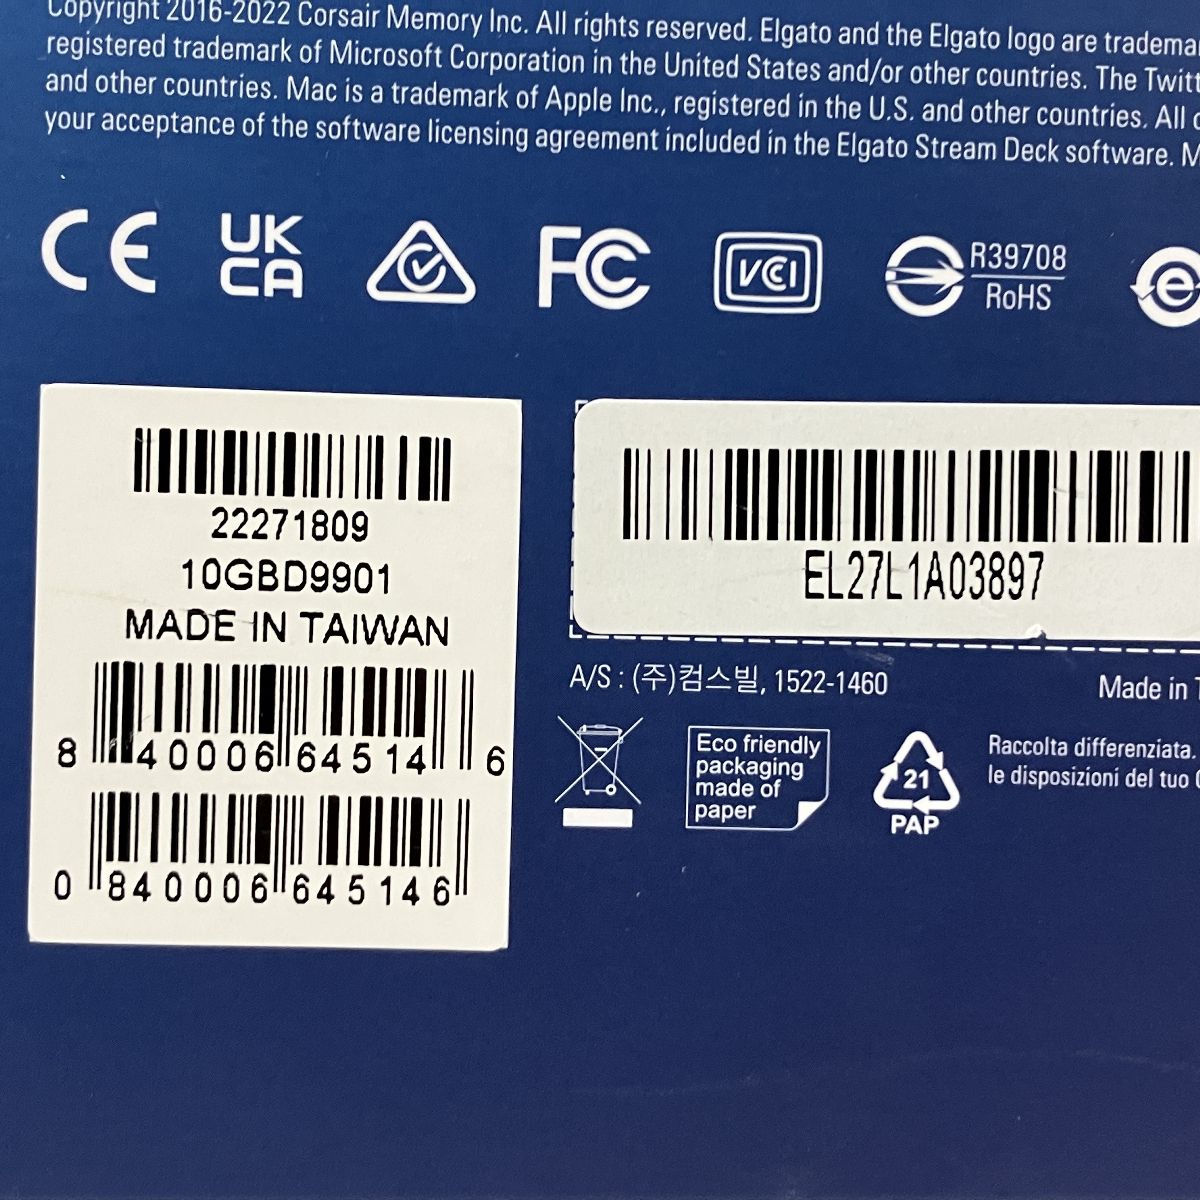 Copyright 2016-2022 Corsair Memory Inc. All rights reserved. Elgato and the Elgato logo are
registered trademark of Microsoft Corporation in the United States and/or other countries. The
and other countries. Mac is a trademark of Apple Inc., registered in the U.S. and other countries. All
your acceptance of the software licensing agreement included in the Elgato Stream Deck software.
CE UK CA FC VCCI R39708 RoHS e
22271809
10GBD9901
MADE IN TAIWAN
8 40006 64514 6
0 840006 645146
EL27L1A03897
A/S : (주)컴스빌, 1522-1460
Made in
Eco friendly
packaging
made of
paper
21
PAP
Raccolta differenziata.
le disposizioni del tuo